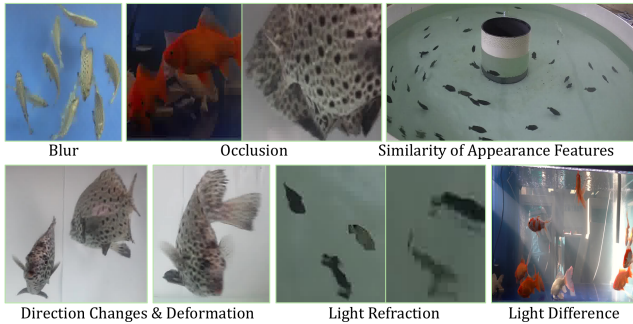 Blur
Occlusion
Similarity of Appearance Features
Direction Changes & Deformation
Light Refraction
Light Difference